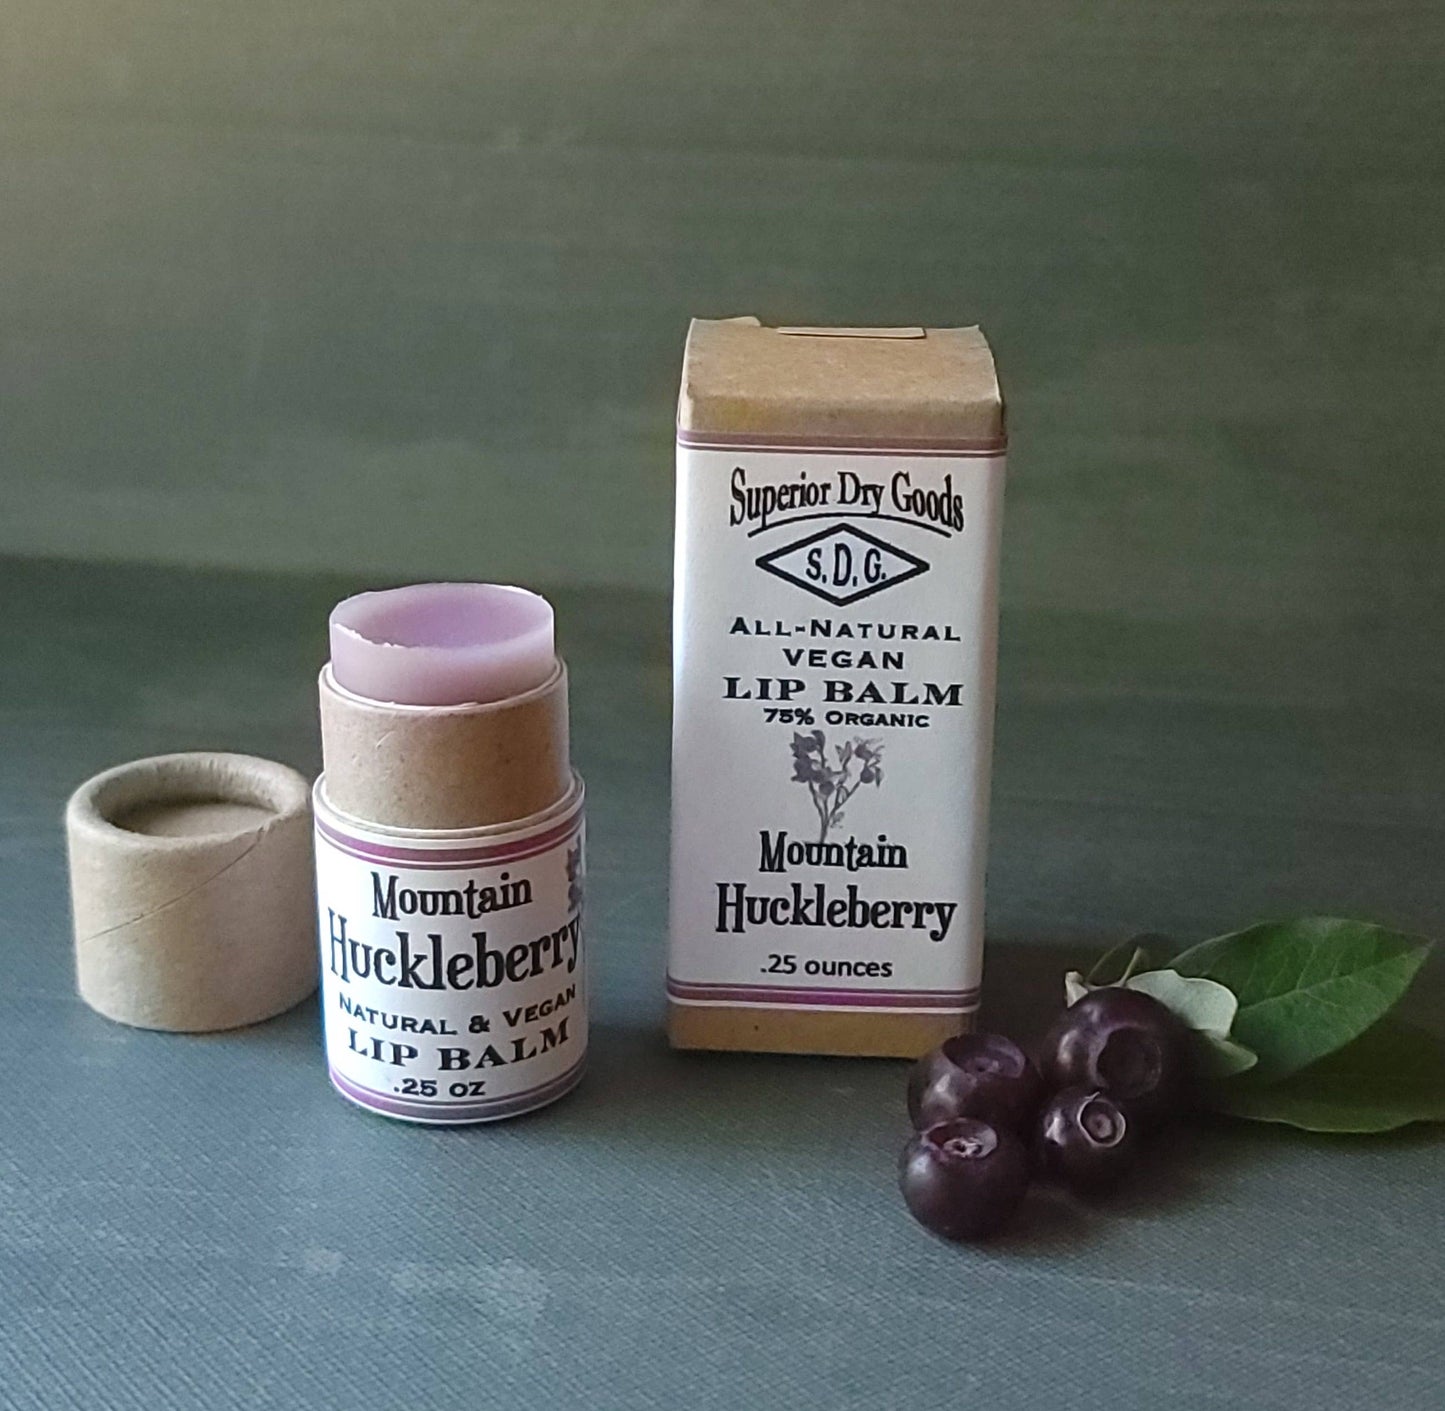 Superior Dry Goods
S.D.G.
ALL-NATURAL
VEGAN
LIP BALM
75% ORGANIC
Mountain
Huckleberry
.25 ounces
Mountain
Huckleberry
NATURAL & VEGAN
LIP BALM
.25 OZ